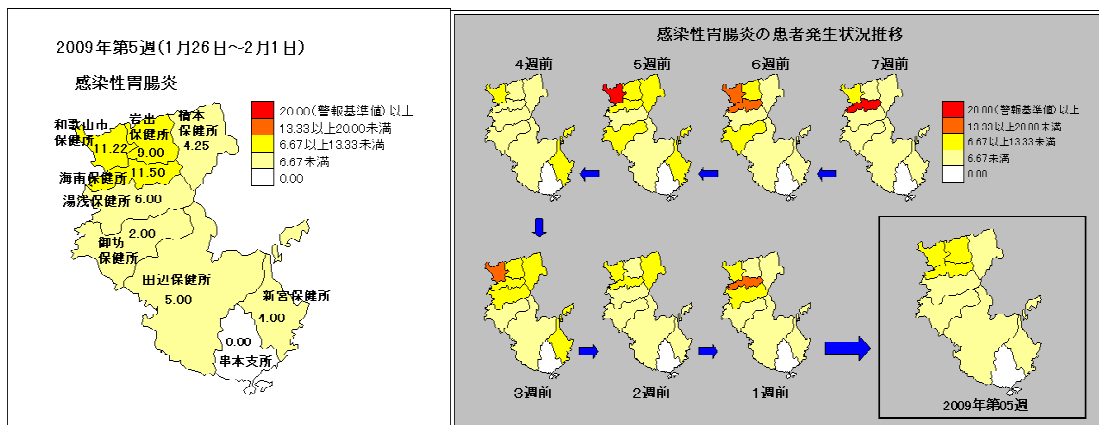 2009年第5週(1月26日～2月1日)
感染性胃腸炎
20.00(警報基準値)以上
13.33以上20.00未満
6.67以上13.33未満
6.67未満
0.00
和歌山市
保健所
11.22
岩出
保健所
9.00
橋本
保健所
4.25
海南保健所
11.50
湯浅保健所
6.00
御坊
保健所
2.00
田辺保健所
5.00
新宮保健所
1.00
0.00
串本支所
感染性胃腸炎の患者発生状況推移
4週前
5週前
6週前
7週前
20.00(警報基準値)以上
13.33以上20.00未満
6.67以上13.33未満
6.67未満
0.00
3週前
2週前
1週前
2009年第05週